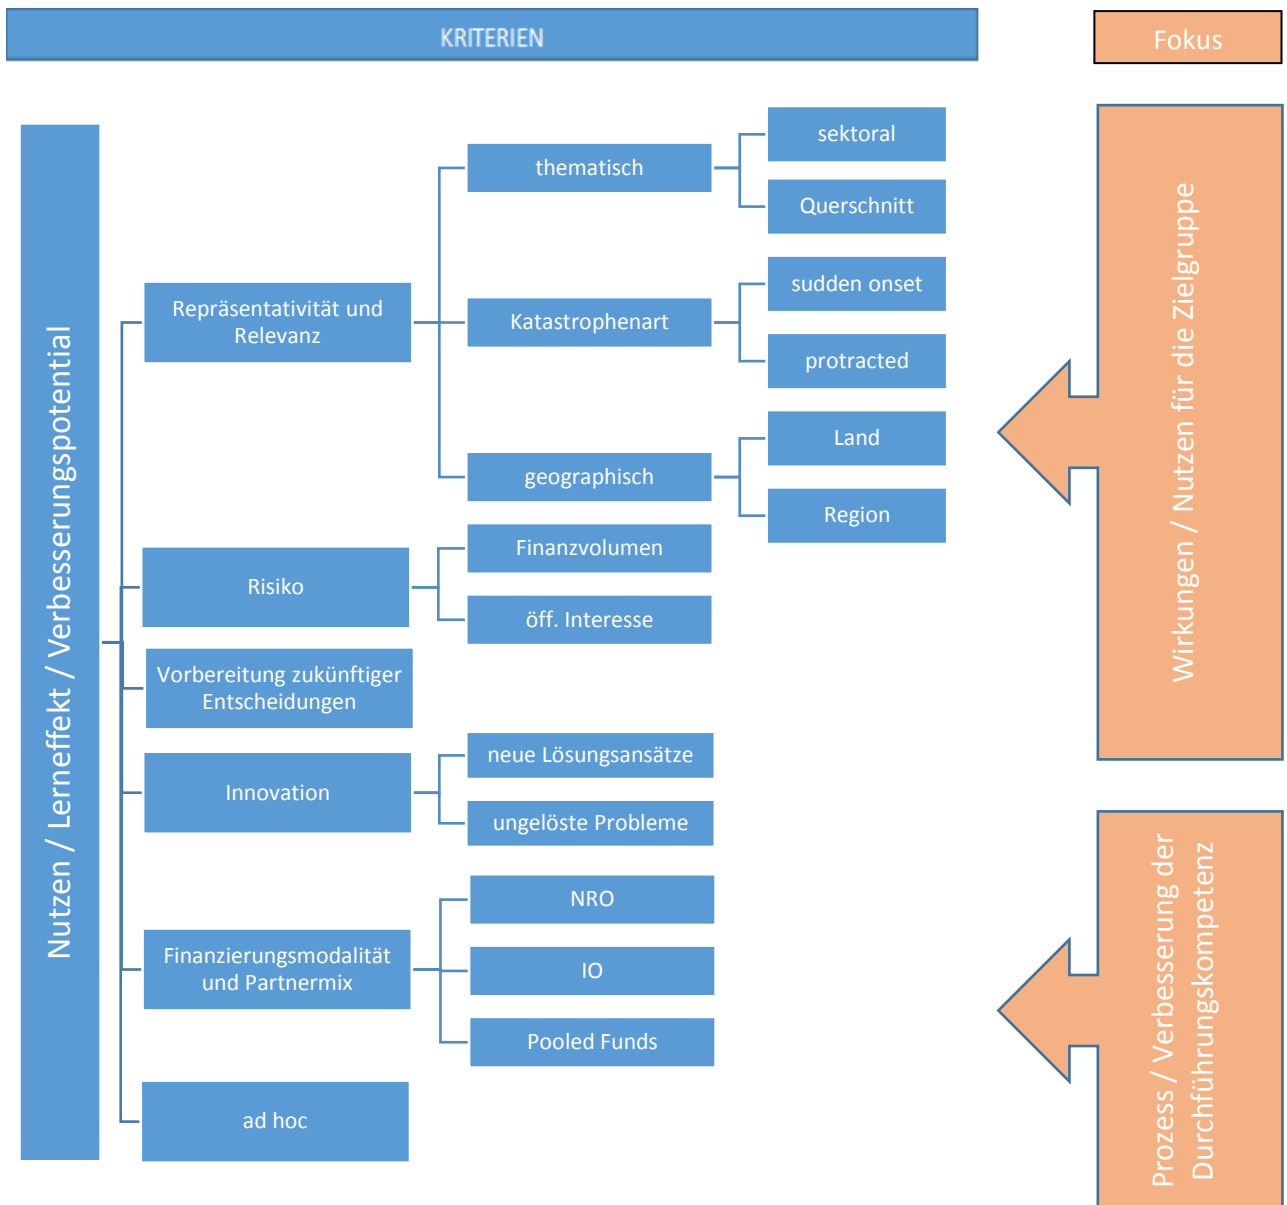 KRITERIEN
Fokus
Nutzen / Lerneffekt / Verbesserungspotential
Repräsentativität und
Relevanz
thematisch
sektoral
Querschnitt
Katastrophenart
sudden onset
protracted
geographisch
Land
Region
Risiko
Finanzvolumen
öff. Interesse
Vorbereitung zukünftiger
Entscheidungen
Innovation
neue Lösungsansätze
ungelöste Probleme
Finanzierungsmodalität
und Partnermix
NRO
IO
Pooled Funds
ad hoc
Wirkungen / Nutzen für die Zielgruppe
Prozess / Verbesserung der
Durchführungskompetenz